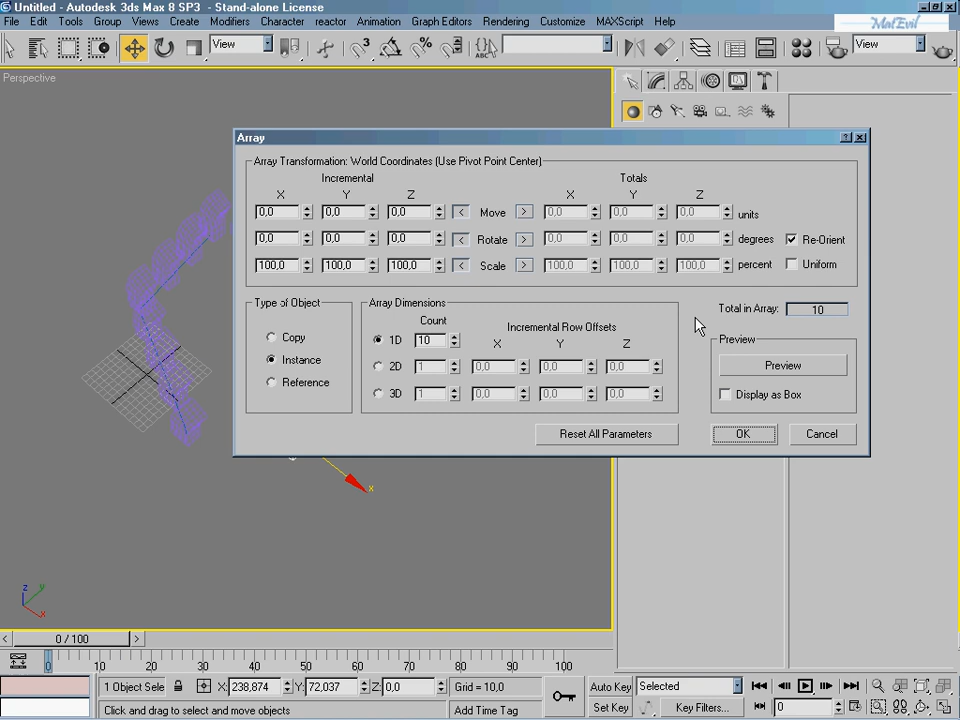 Untitled - Autodesk 3ds Max 8 SP3 - Stand-alone License
File Edit Tools Group Views Create Modifiers Character reactor Animation Graph Editors Rendering Customize MAXScript Help
MatEvil
View
3
%
ABC
View
Perspective
Array
Array Transformation: World Coordinates (Use Pivot Point Center)
Incremental Totals
X Y Z X Y Z
0,0 0,0 0,0 < Move > 0,0 0,0 0,0 units
0,0 0,0 0,0 < Rotate > 0,0 0,0 0,0 degrees Re-Orient
100,0 100,0 100,0 < Scale > 100,0 100,0 100,0 percent Uniform
Type of Object
Copy
Instance
Reference
Array Dimensions
Count
Incremental Row Offsets
X Y Z
1D 10
2D 1 0,0 0,0 0,0
3D 1 0,0 0,0 0,0
Total in Array: 10
Preview
Preview
Display as Box
Reset All Parameters OK Cancel
x
z y x
< 0 / 100 >
0 10 20 30 40 50 60 70 80 90 100
1 Object Sele X: 238,874 Y: 72,037 Z: 0,0 Grid = 10,0 Auto Key Selected
Click and drag to select and move objects Add Time Tag Set Key Key Filters... 0